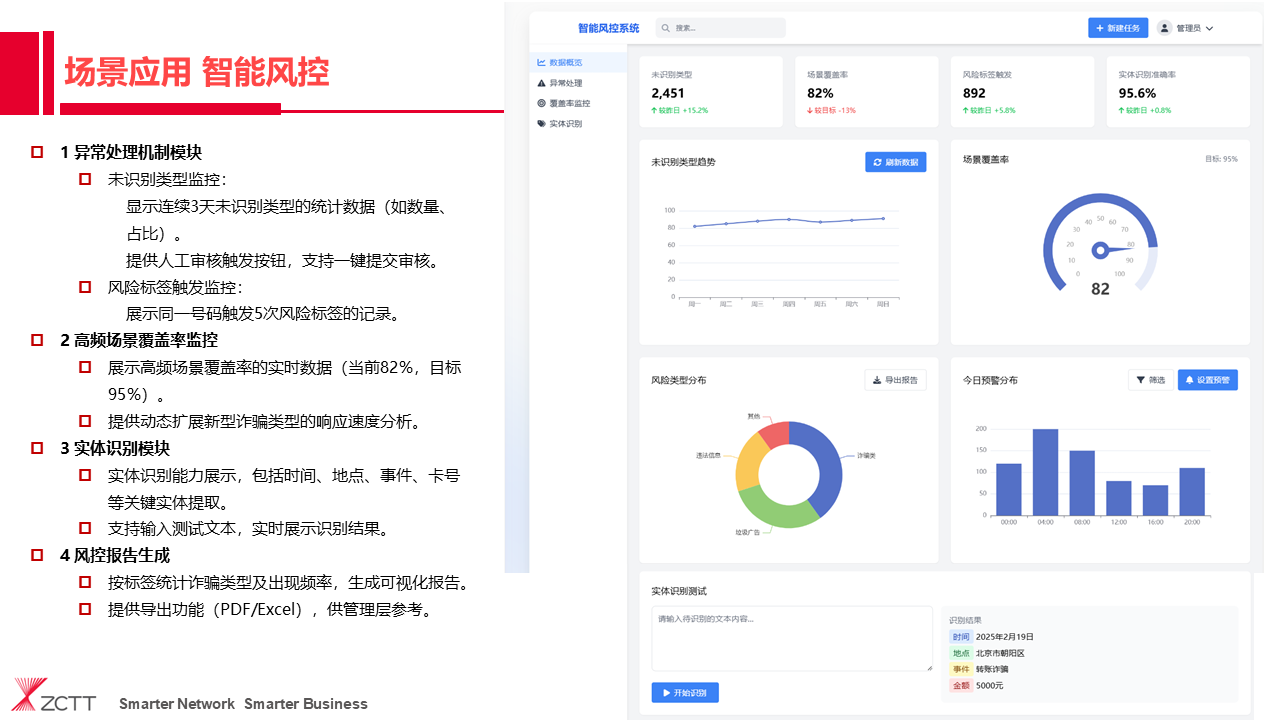 场景应用 智能风控
1 异常处理机制模块
未识别类型监控：
显示连续3天未识别类型的统计数据（如数量、
占比）。
提供人工审核触发按钮，支持一键提交审核。
风险标签触发监控：
展示同一号码触发5次风险标签的记录。
2 高频场景覆盖率监控
展示高频场景覆盖率的实时数据（当前82%，目标
95%）。
提供动态扩展新型诈骗类型的响应速度分析。
3 实体识别模块
实体识别能力展示，包括时间、地点、事件、卡号
等关键实体提取。
支持输入测试文本，实时展示识别结果。
4 风控报告生成
按标签统计诈骗类型及出现频率，生成可视化报告。
提供导出功能（PDF/Excel），供管理层参考。
ZCTT
Smarter Network Smarter Business
智能风控系统
搜索...
新建任务
管理员
数据概览
异常处理
覆盖率监控
实体识别
未识别类型
2,451
较昨日 +15.2%
场景覆盖率
82%
较目标 -13%
风险标签触发
892
较昨日 +5.8%
实体识别准确率
95.6%
较昨日 +0.8%
未识别类型趋势
刷新数据
100
80
60
40
20
0
周一 周二 周三 周四 周五 周六 周日
场景覆盖率
目标: 95%
0
10
20
30
40
50
60
70
80
90
100
82
风险类型分布
导出报告
其他
违法信息
诈骗类
垃圾广告
今日预警分布
筛选
设置预警
200
150
100
50
0
00:00 04:00 08:00 12:00 16:00 20:00
实体识别测试
请输入待识别的文本内容...
开始识别
识别结果
时间 2025年2月19日
地点 北京市朝阳区
事件 转账诈骗
金额 5000元